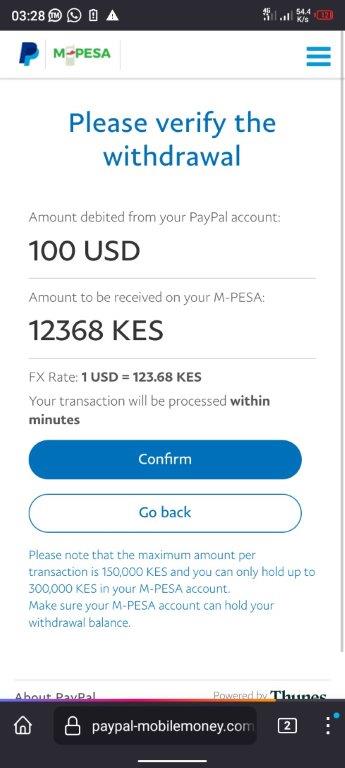 03:28
4G
54.4
K/s
12
M-PESA
Please verify the
withdrawal
Amount debited from your PayPal account:
100 USD
Amount to be received on your M-PESA:
12368 KES
FX Rate: 1 USD = 123.68 KES
Your transaction will be processed within
minutes
Confirm
Go back
Please note that the maximum amount per
transaction is 150,000 KES and you can only hold up to
300,000 KES in your M-PESA account.
Make sure your M-PESA account can hold your
withdrawal balance.
About PayPal
Powered by Thunes
paypal-mobilemoney.com
2